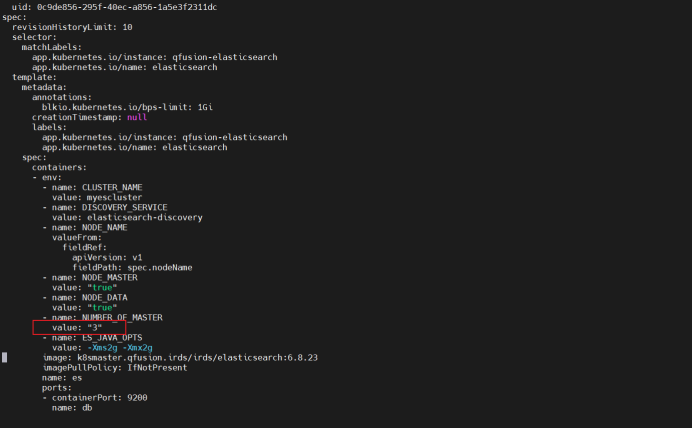 uid: 0c9de856-295f-40ec-a856-1a5e3f2311dc
spec:
  revisionHistoryLimit: 10
  selector:
    matchLabels:
      app.kubernetes.io/instance: qfusion-elasticsearch
      app.kubernetes.io/name: elasticsearch
  template:
    metadata:
      annotations:
        blkio.kubernetes.io/bps-limit: 1Gi
      creationTimestamp: null
      labels:
        app.kubernetes.io/instance: qfusion-elasticsearch
        app.kubernetes.io/name: elasticsearch
    spec:
      containers:
      - env:
        - name: CLUSTER_NAME
          value: myescluster
        - name: DISCOVERY_SERVICE
          value: elasticsearch-discovery
        - name: NODE_NAME
          valueFrom:
            fieldRef:
              apiVersion: v1
              fieldPath: spec.nodeName
        - name: NODE_MASTER
          value: "true"
        - name: NODE_DATA
          value: "true"
        - name: NUMBER_OF_MASTER
          value: "3"
        - name: ES_JAVA_OPTS
          value: -Xms2g -Xmx2g
        image: k8smaster.qfusion.irds/irds/elasticsearch:6.8.23
        imagePullPolicy: IfNotPresent
        name: es
        ports:
        - containerPort: 9200
          name: db